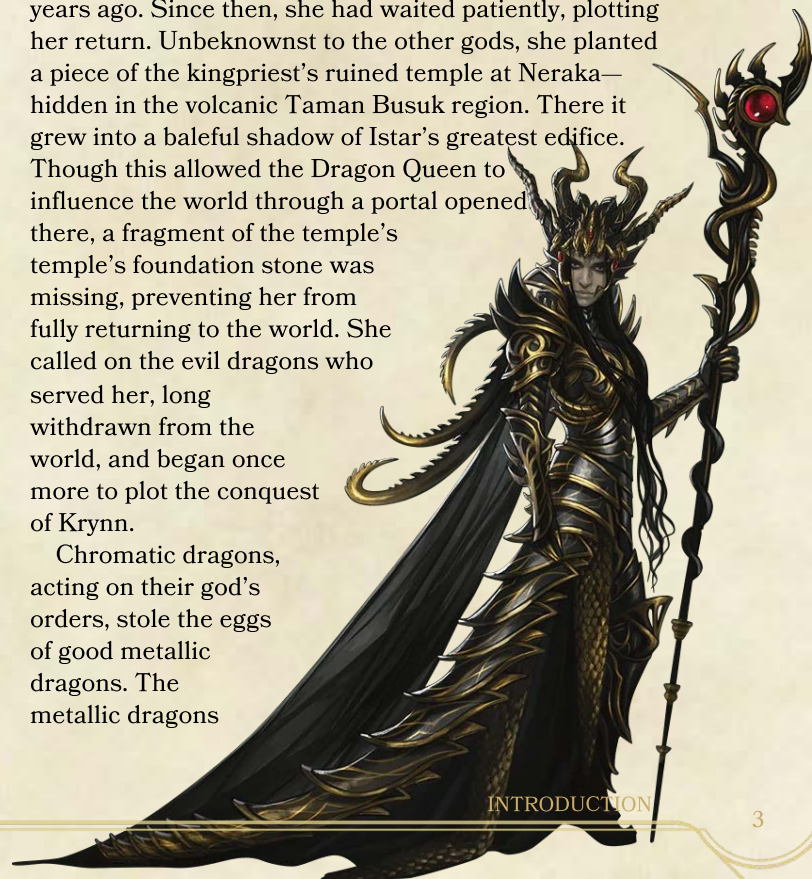 years ago. Since then, she had waited patiently, plotting
her return. Unbeknownst to the other gods, she planted
a piece of the kingpriest's ruined temple at Neraka—
hidden in the volcanic Taman Busuk region. There it
grew into a baleful shadow of Istar's greatest edifice.
Though this allowed the Dragon Queen to
influence the world through a portal opened
there, a fragment of the temple's
temple's foundation stone was
missing, preventing her from
fully returning to the world. She
called on the evil dragons who
served her, long
withdrawn from the
world, and began once
more to plot the conquest
of Krynn.
Chromatic dragons,
acting on their god's
orders, stole the eggs
of good metallic
dragons. The
metallic dragons
INTRODUCTION
3